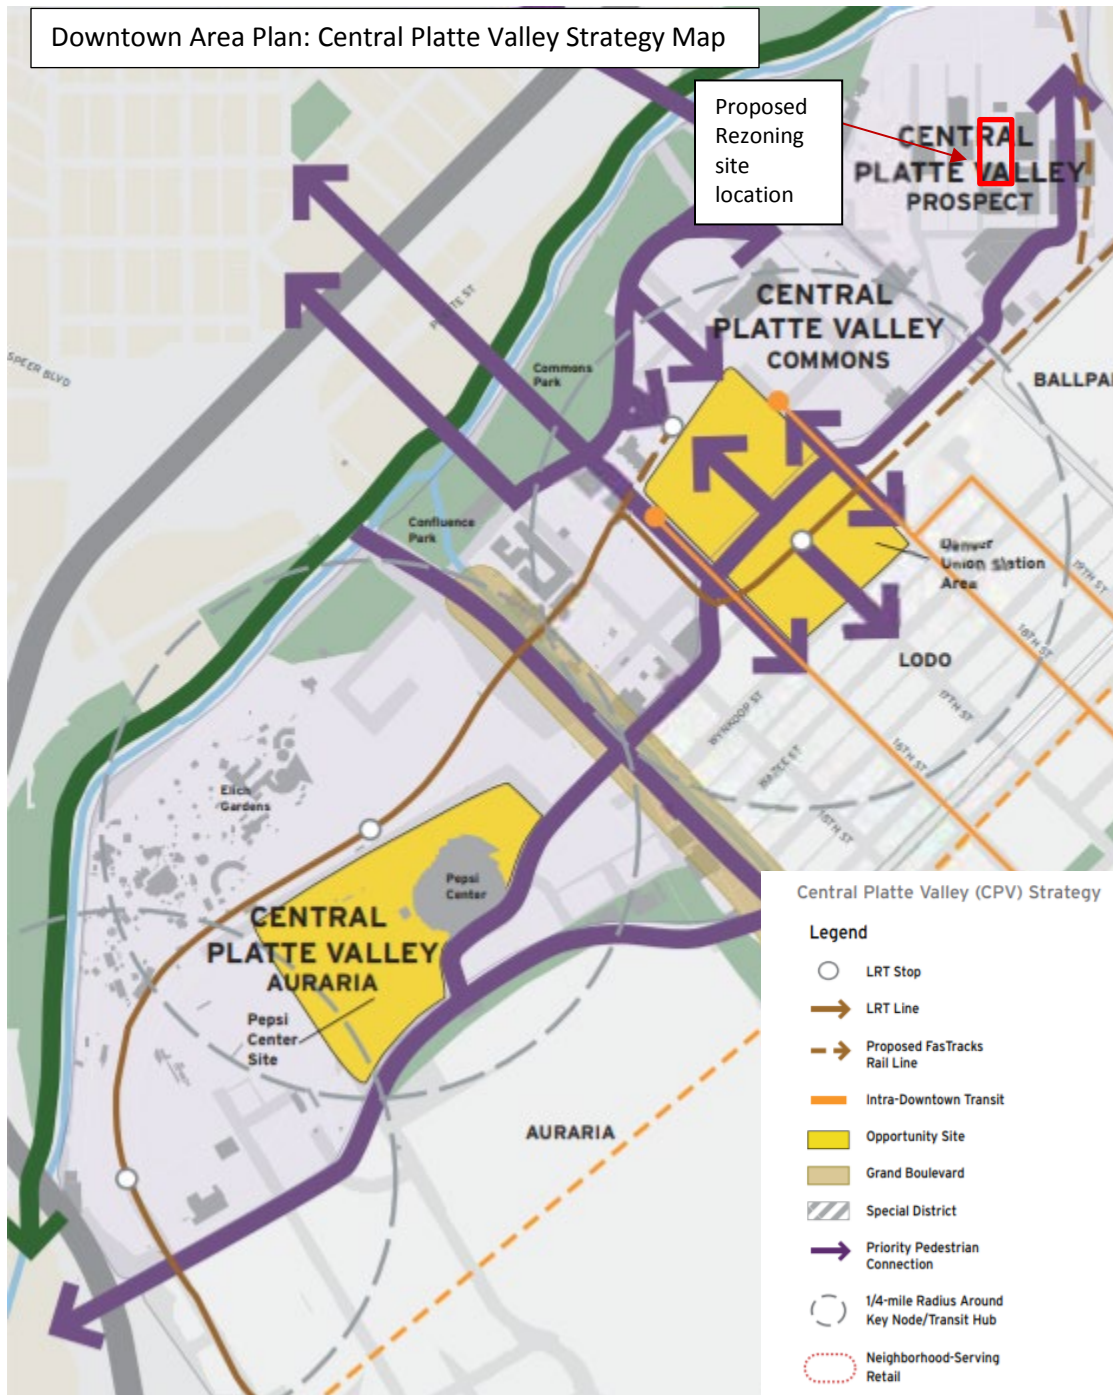 Downtown Area Plan: Central Platte Valley Strategy Map
Proposed
Rezoning
site
location
CENTRAL
PLATTE VALLEY
PROSPECT
CENTRAL
PLATTE VALLEY
COMMONS
BALLPA
SPEER BLVD
PLATTE ST
Commons
Park
Confluence
Park
Denver
Union Station
Area
19TH ST
18TH ST
17TH ST
16TH ST
15TH ST
LODO
WYNKOOP ST
WAZEE ST
Elich
Gardens
Pepsi
Center
CENTRAL
PLATTE VALLEY
AURARIA
Pepsi
Center
Site
AURARIA
Central Platte Valley (CPV) Strategy
Legend
LRT Stop
LRT Line
Proposed FasTracks
Rail Line
Intra-Downtown Transit
Opportunity Site
Grand Boulevard
Special District
Priority Pedestrian
Connection
1/4-mile Radius Around
Key Node/Transit Hub
Neighborhood-Serving
Retail